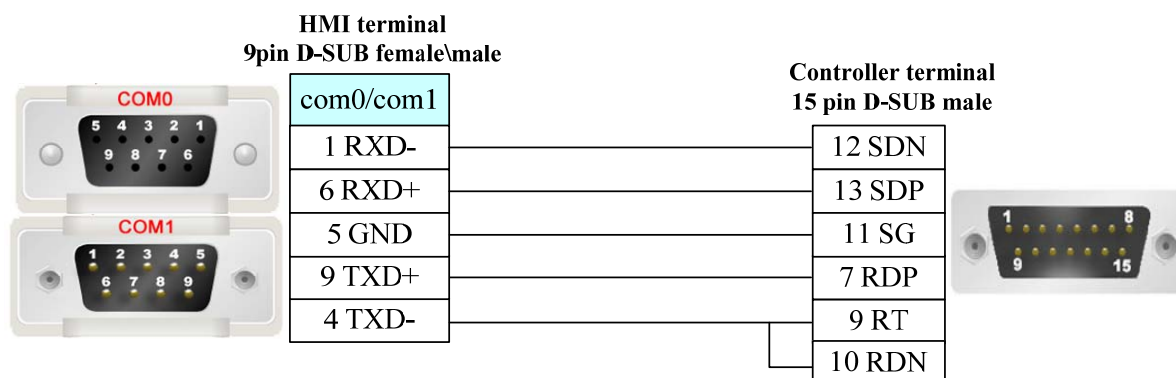 HMI terminal
9pin D-SUB female\male
COM0
5 4 3 2 1
9 8 7 6
COM1
1 2 3 4 5
6 7 8 9
com0/com1
1 RXD-
6 RXD+
5 GND
9 TXD+
4 TXD-
Controller terminal
15 pin D-SUB male
12 SDN
13 SDP
11 SG
7 RDP
9 RT
10 RDN
1 8
9 15